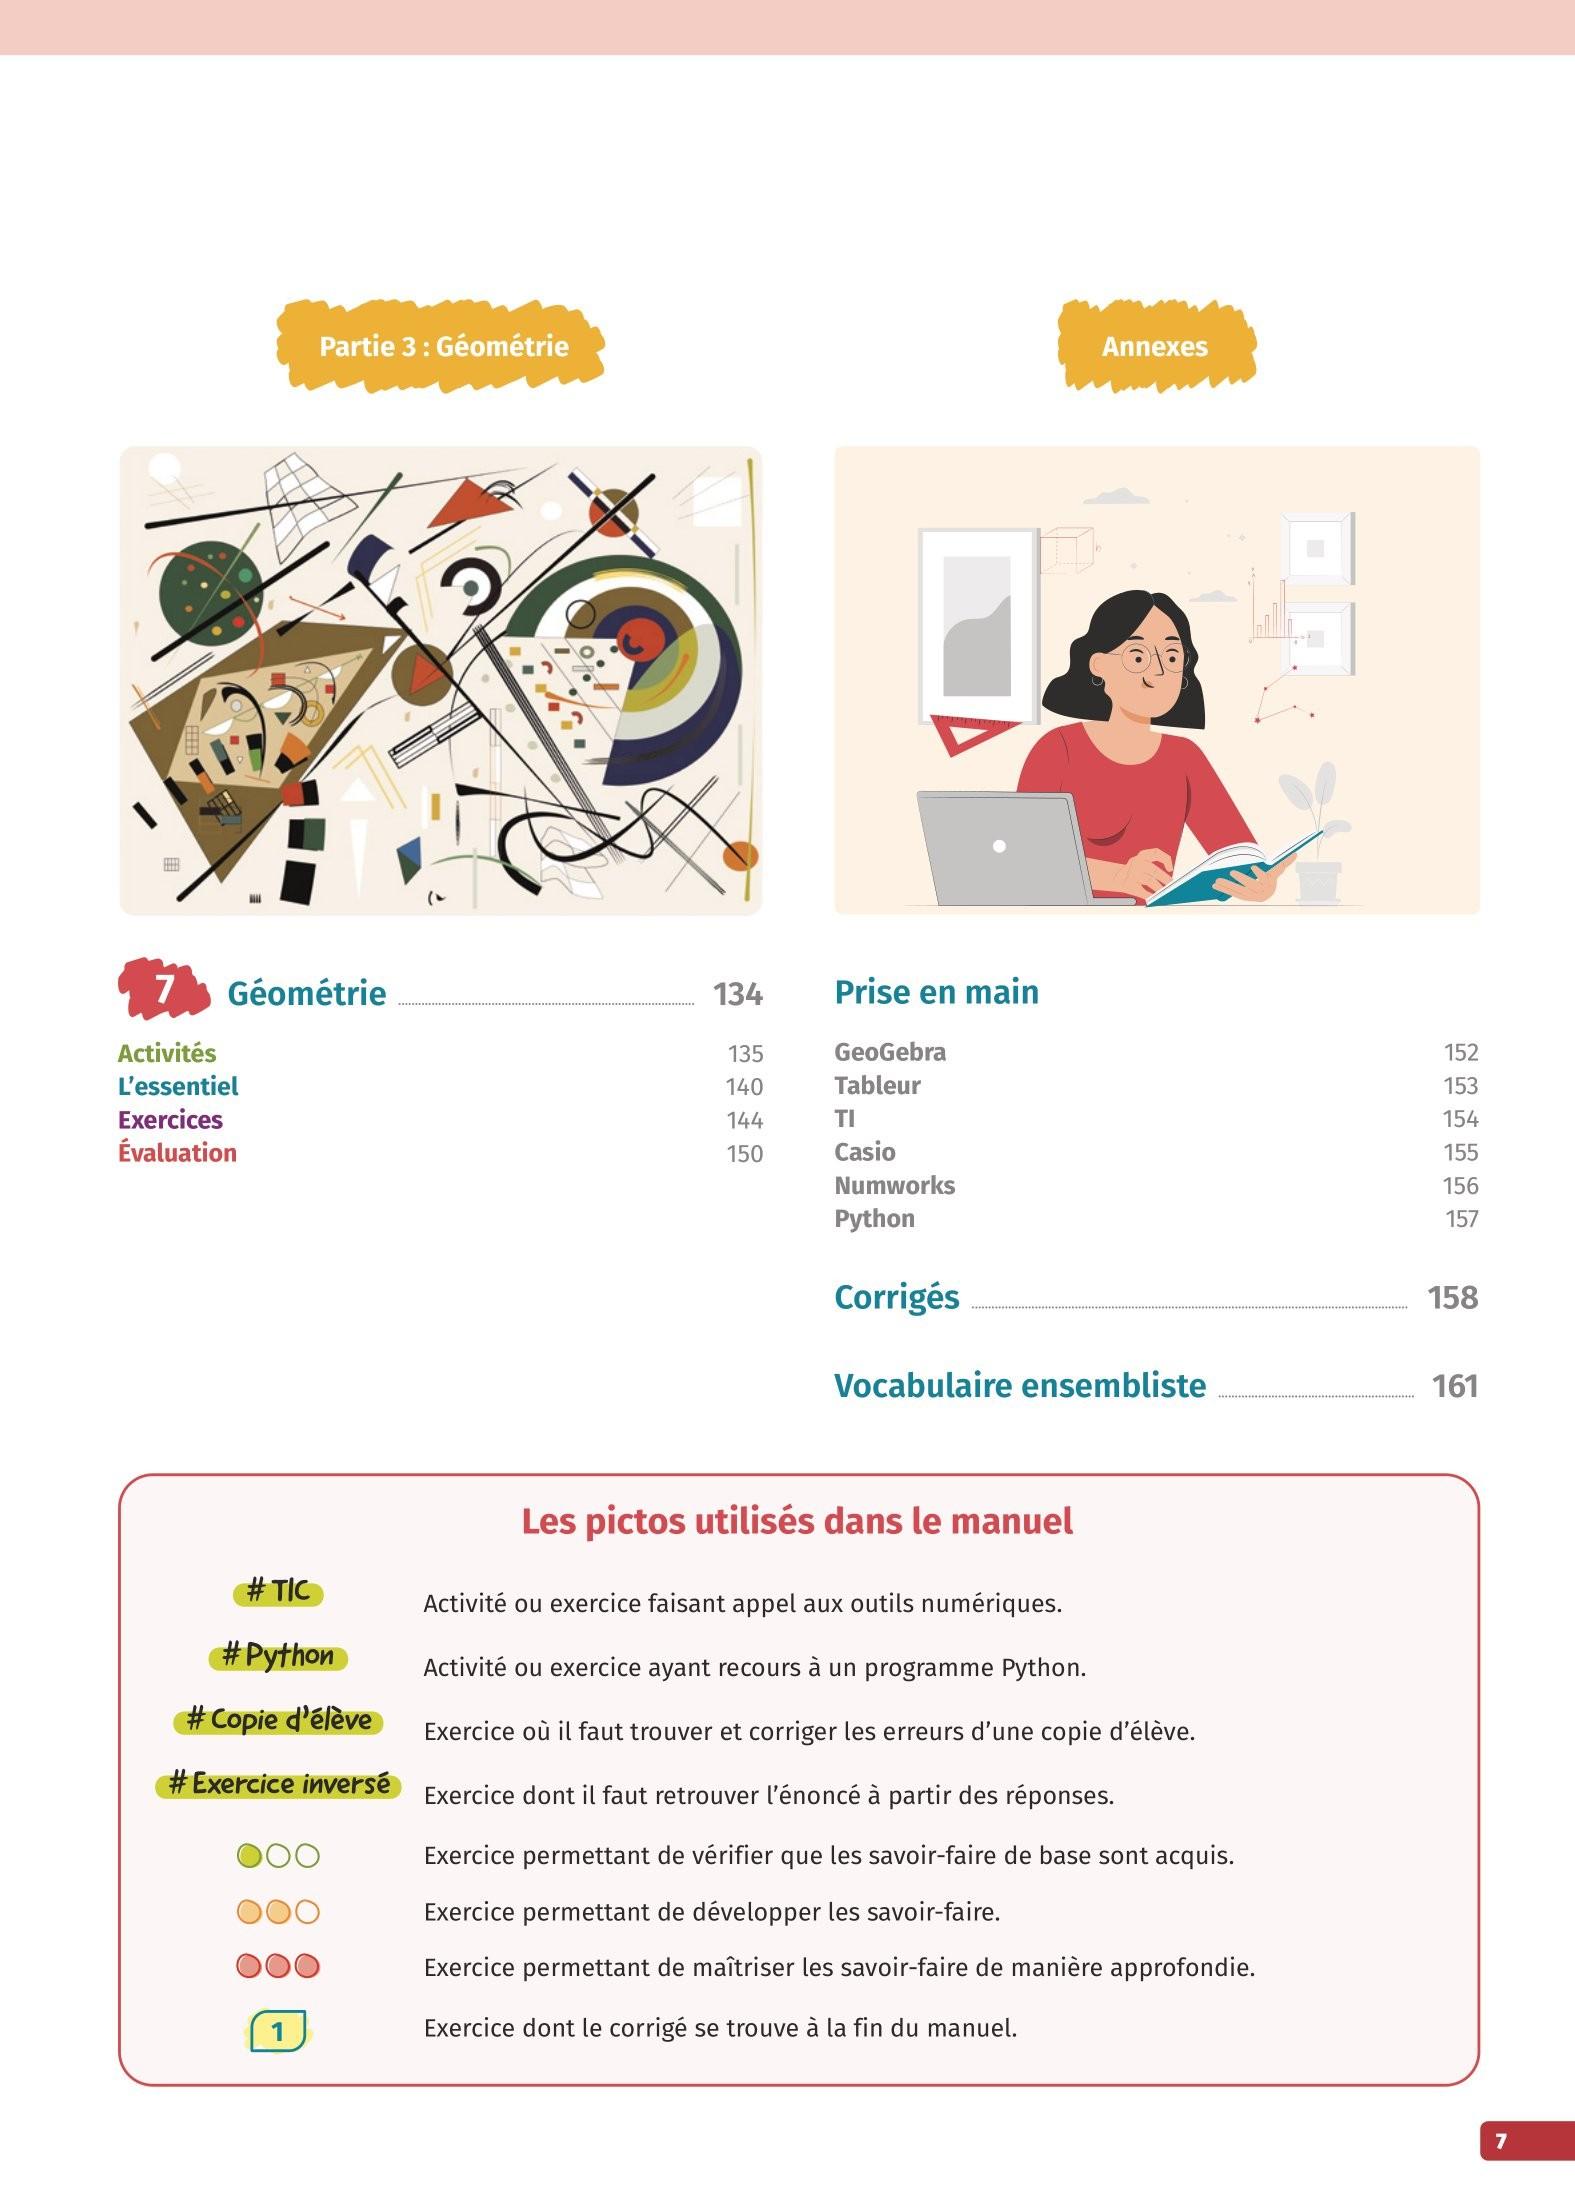 Partie 3 : Géométrie
7 Géométrie 134
Activités 135
L'essentiel 140
Exercices 144
Évaluation 150
Annexes
Prise en main
GeoGebra 152
Tableur 153
TI 154
Casio 155
Numworks 156
Python 157
Corrigés 158
Vocabulaire ensembliste 161
Les pictos utilisés dans le manuel
# TIC Activité ou exercice faisant appel aux outils numériques.
# Python Activité ou exercice ayant recours à un programme Python.
# Copie d'élève Exercice où il faut trouver et corriger les erreurs d'une copie d'élève.
# Exercice inversé Exercice dont il faut retrouver l'énoncé à partir des réponses.
Exercice permettant de vérifier que les savoir-faire de base sont acquis.
Exercice permettant de développer les savoir-faire.
Exercice permettant de maîtriser les savoir-faire de manière approfondie.
1 Exercice dont le corrigé se trouve à la fin du manuel.
7